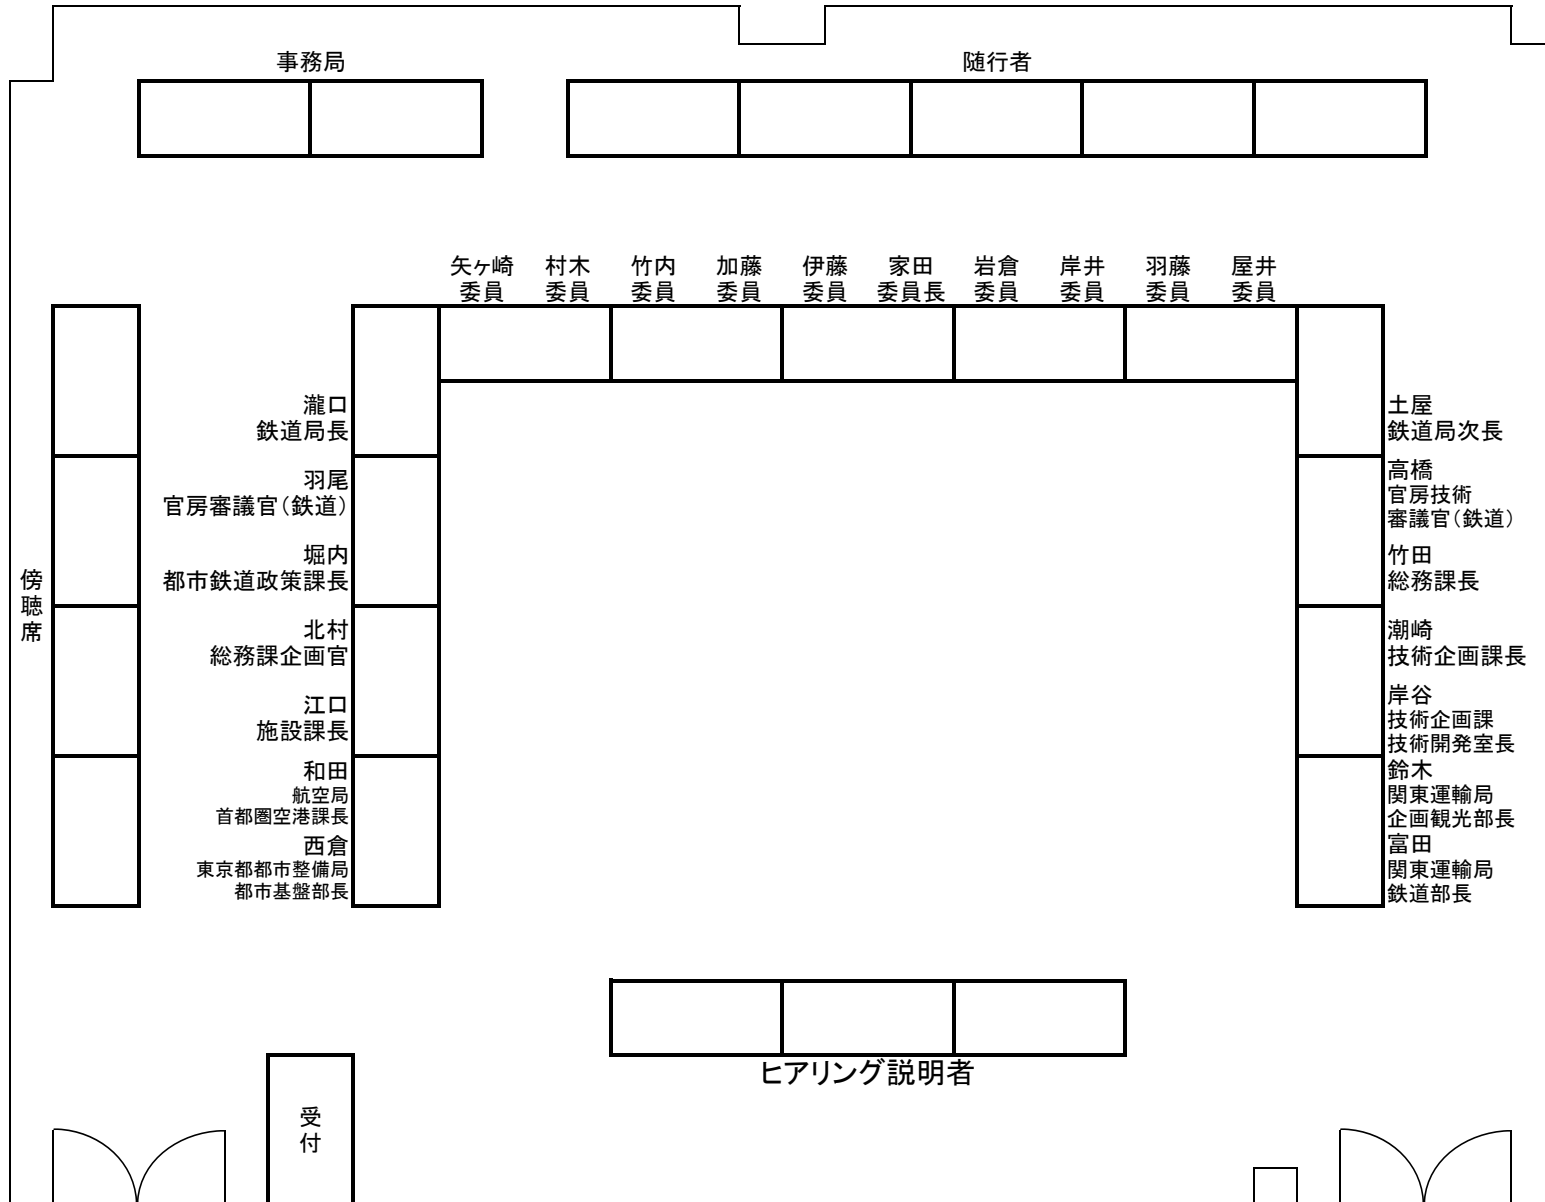 事務局
随行者
矢ヶ崎
委員
村木
委員
竹内
委員
加藤
委員
伊藤
委員
家田
委員長
岩倉
委員
岸井
委員
羽藤
委員
屋井
委員
瀧口
鉄道局長
羽尾
官房審議官（鉄道）
堀内
都市鉄道政策課長
北村
総務課企画官
江口
施設課長
和田
航空局
首都圏空港課長
西倉
東京都都市整備局
都市基盤部長
土屋
鉄道局次長
高橋
官房技術
審議官（鉄道）
竹田
総務課長
潮崎
技術企画課長
岸谷
技術企画課
技術開発室長
鈴木
関東運輸局
企画観光部長
富田
関東運輸局
鉄道部長
傍聴席
ヒアリング説明者
受付